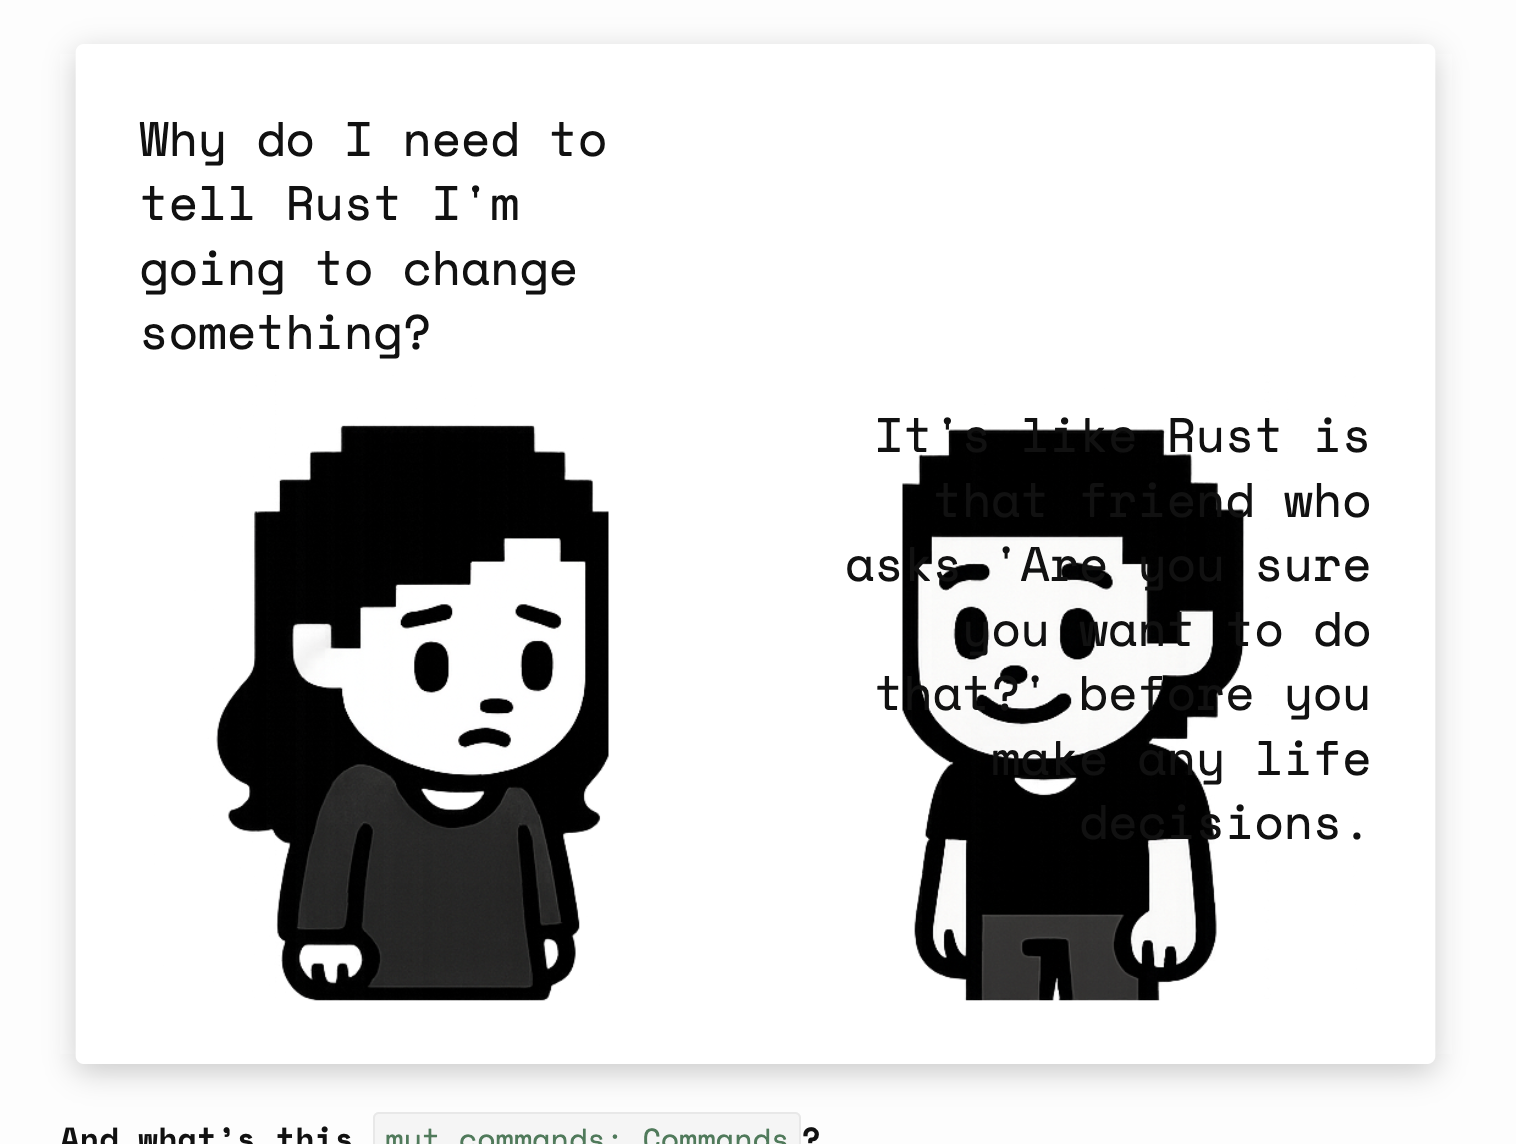 Why do I need to
tell Rust I'm
going to change
something?
It's like Rust is
that friend who
asks 'Are you sure
you want to do
that?' before you
make any life
decisions.
And what's this mut commands: Commands?